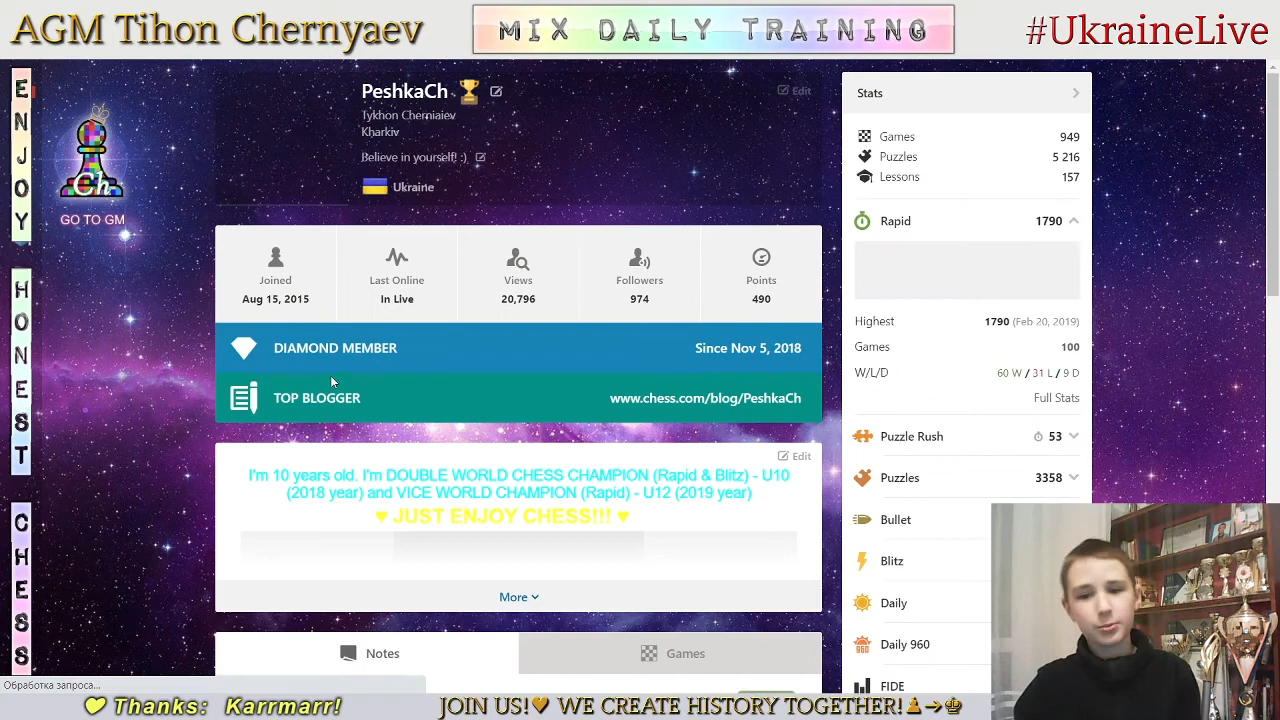 AGM Tihon Chernyaev
MIX DAILY TRAINING
#UkraineLive
ENJOY
HONEST
CHESS
Ch
GO TO GM
PeshkaCh
Tykhon Cherniaiev
Kharkiv
Believe in yourself! :)
Ukraine
Edit
Joined
Aug 15, 2015
Last Online
In Live
Views
20,796
Followers
974
Points
490
DIAMOND MEMBER
Since Nov 5, 2018
TOP BLOGGER
www.chess.com/blog/PeshkaCh
Edit
I'm 10 years old. I'm DOUBLE WORLD CHESS CHAMPION (Rapid & Blitz) - U10
(2018 year) and VICE WORLD CHAMPION (Rapid) - U12 (2019 year)
♥ JUST ENJOY CHESS!!! ♥
More
Notes
Games
Stats
Games 949
Puzzles 5 216
Lessons 157
Rapid 1790
Highest 1790 (Feb 20, 2019)
Games 100
W/L/D 60 W / 31 L / 9 D
Full Stats
Puzzle Rush 53
Puzzles 3358
Bullet
Blitz
Daily
Daily 960
FIDE
Обработка запроса...
Thanks: Karrmarr!
JOIN US!♥ WE CREATE HISTORY TOGETHER!♟→♔